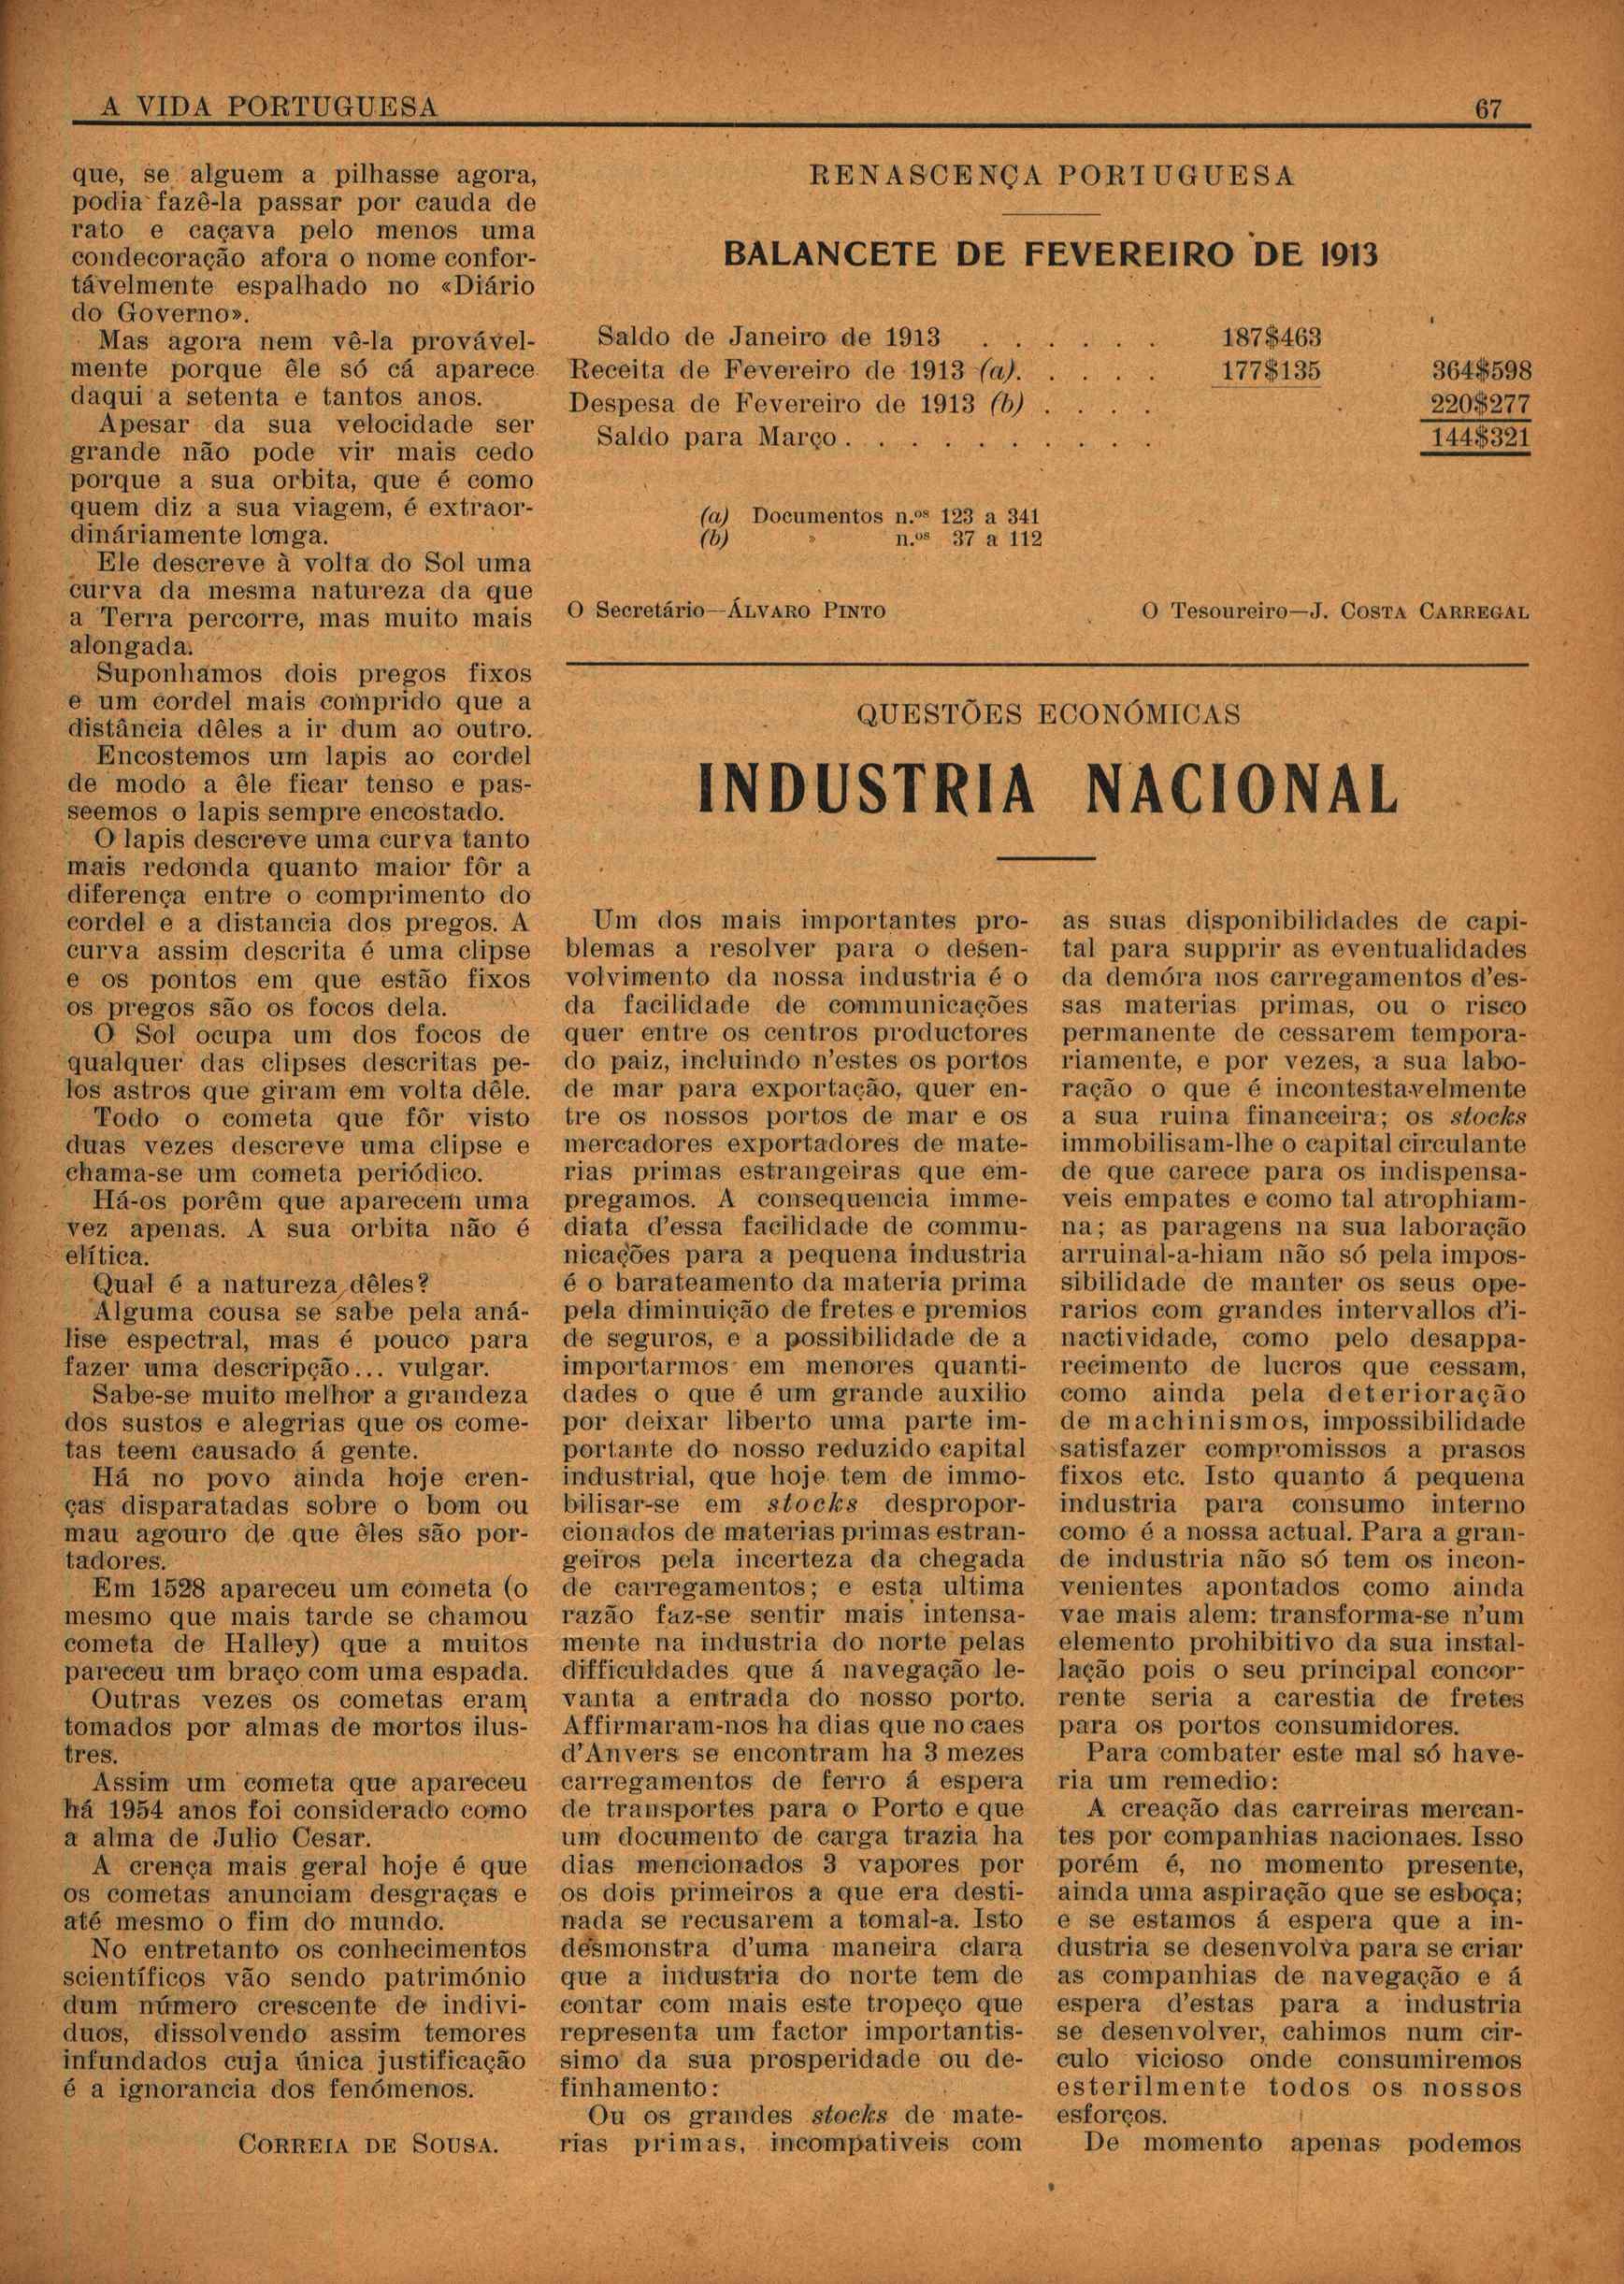 A VIDA PORTUGUESA
67
que, se alguem a pilhasse agora,
podia fazê-la passar por cauda de
rato e caçava pelo menos uma
condecoração afora o nome confor-
távelmente espalhado no «Diário
do Governo».
Mas agora nem vê-la provável-
mente porque êle só cá aparece
daqui a setenta e tantos anos.
Apesar da sua velocidade ser
grande não pode vir mais cedo
porque a sua orbita, que é como
quem diz a sua viagem, é extraor-
dináriamente longa.
Ele descreve à volta do Sol uma
curva da mesma natureza da que
a Terra percorre, mas muito mais
alongada.
Suponhamos dois pregos fixos
e um cordel mais comprido que a
distância dêles a ir dum ao outro.
Encostemos um lapis ao cordel
de modo a êle ficar tenso e pas-
seemos o lapis sempre encostado.
O lapis descreve uma curva tanto
mais redonda quanto maior fôr a
diferença entre o comprimento do
cordel e a distancia dos pregos. A
curva assim descrita é uma clipse
e os pontos em que estão fixos
os pregos são os focos dela.
O Sol ocupa um dos focos de
qualquer das clipses descritas pe-
los astros que giram em volta dêle.
Todo o cometa que fôr visto
duas vezes descreve uma clipse e
chama-se um cometa periódico.
Há-os porêm que aparecem uma
vez apenas. A sua orbita não é
elítica.
Qual é a natureza dêles?
Alguma cousa se sabe pela aná-
lise espectral, mas é pouco para
fazer uma descripção... vulgar.
Sabe-se muito melhor a grandeza
dos sustos e alegrias que os come-
tas teem causado á gente.
Há no povo ainda hoje cren-
ças disparatadas sobre o bom ou
mau agouro de que êles são por-
tadores.
Em 1528 apareceu um cometa (o
mesmo que mais tarde se chamou
cometa de Halley) que a muitos
pareceu um braço com uma espada.
Outras vezes os cometas eram
tomados por almas de mortos ilus-
tres.
Assim um cometa que apareceu
há 1954 anos foi considerado como
a alma de Julio Cesar.
A crença mais geral hoje é que
os cometas anunciam desgraças e
até mesmo o fim do mundo.
No entretanto os conhecimentos
scientíficos vão sendo património
dum número crescente de indivi-
duos, dissolvendo assim temores
infundados cuja única justificação
é a ignorancia dos fenómenos.
CORREIA DE SOUSA.
RENASCENÇA PORTUGUESA
BALANCETE DE FEVEREIRO DE 1913
Saldo de Janeiro de 1913 . . . . . . 187$463
Receita de Fevereiro de 1913 (a). . . . . 177$135 364$598
Despesa de Fevereiro de 1913 (b) . . . . 220$277
Saldo para Março . . . . . . . . . . 144$321
(a) Documentos n.os 123 a 341
(b) » n.os 37 a 112
O Secretário—ÁLVARO PINTO
O Tesoureiro—J. COSTA CARREGAL
QUESTÕES ECONÓMICAS
INDUSTRIA NACIONAL
Um dos mais importantes pro-
blemas a resolver para o desen-
volvimento da nossa industria é o
da facilidade de communicações
quer entre os centros productores
do paiz, incluindo n'estes os portos
de mar para exportação, quer en-
tre os nossos portos de mar e os
mercadores exportadores de mate-
rias primas estrangeiras que em-
pregamos. A consequencia imme-
diata d'essa facilidade de commu-
nicações para a pequena industria
é o barateamento da materia prima
pela diminuição de fretes e premios
de seguros, e a possibilidade de a
importarmos em menores quanti-
dades o que é um grande auxilio
por deixar liberto uma parte im-
portante do nosso reduzido capital
industrial, que hoje tem de immo-
bilisar-se em stocks despropor-
cionados de materias primas estran-
geiros pela incerteza da chegada
de carregamentos; e esta ultima
razão faz-se sentir mais intensa-
mente na industria do norte pelas
difficuldades que á navegação le-
vanta a entrada do nosso porto.
Affirmaram-nos ha dias que no caes
d'Anvers se encontram ha 3 mezes
carregamentos de ferro á espera
de transportes para o Porto e que
um documento de carga trazia ha
dias mencionados 3 vapores por
os dois primeiros a que era desti-
nada se recusarem a tomal-a. Isto
desmonstra d'uma maneira clara
que a industria do norte tem de
contar com mais este tropeço que
representa um factor importantis-
simo da sua prosperidade ou de-
finhamento:
Ou os grandes stocks de mate-
rias primas, incompativeis com
as suas disponibilidades de capi-
tal para supprir as eventualidades
da demóra nos carregamentos d'es-
sas materias primas, ou o risco
permanente de cessarem tempora-
riamente, e por vezes, a sua labo-
ração o que é incontestavelmente
a sua ruina financeira; os stocks
immobilisam-lhe o capital circulante
de que carece para os indispensa-
veis empates e como tal atrophiam-
na; as paragens na sua laboração
arruinal-a-hiam não só pela impos-
sibilidade de manter os seus ope-
rarios com grandes intervallos d'i-
nactividade, como pelo desappa-
recimento de lucros que cessam,
como ainda pela deterioração
de machinismos, impossibilidade
satisfazer compromissos a prasos
fixos etc. Isto quanto á pequena
industria para consumo interno
como é a nossa actual. Para a gran-
de industria não só tem os incon-
venientes apontados como ainda
vae mais alem: transforma-se n'um
elemento prohibitivo da sua instal-
lação pois o seu principal concor-
rente seria a carestia de fretes
para os portos consumidores.
Para combater este mal só have-
ria um remedio:
A creação das carreiras mercan-
tes por companhias nacionaes. Isso
porém é, no momento presente,
ainda uma aspiração que se esboça;
e se estamos á espera que a in-
dustria se desenvolva para se criar
as companhias de navegação e á
espera d'estas para a industria
se desenvolver, cahimos num cir-
culo vicioso onde consumiremos
esterilmente todos os nossos
esforços.
De momento apenas podemos